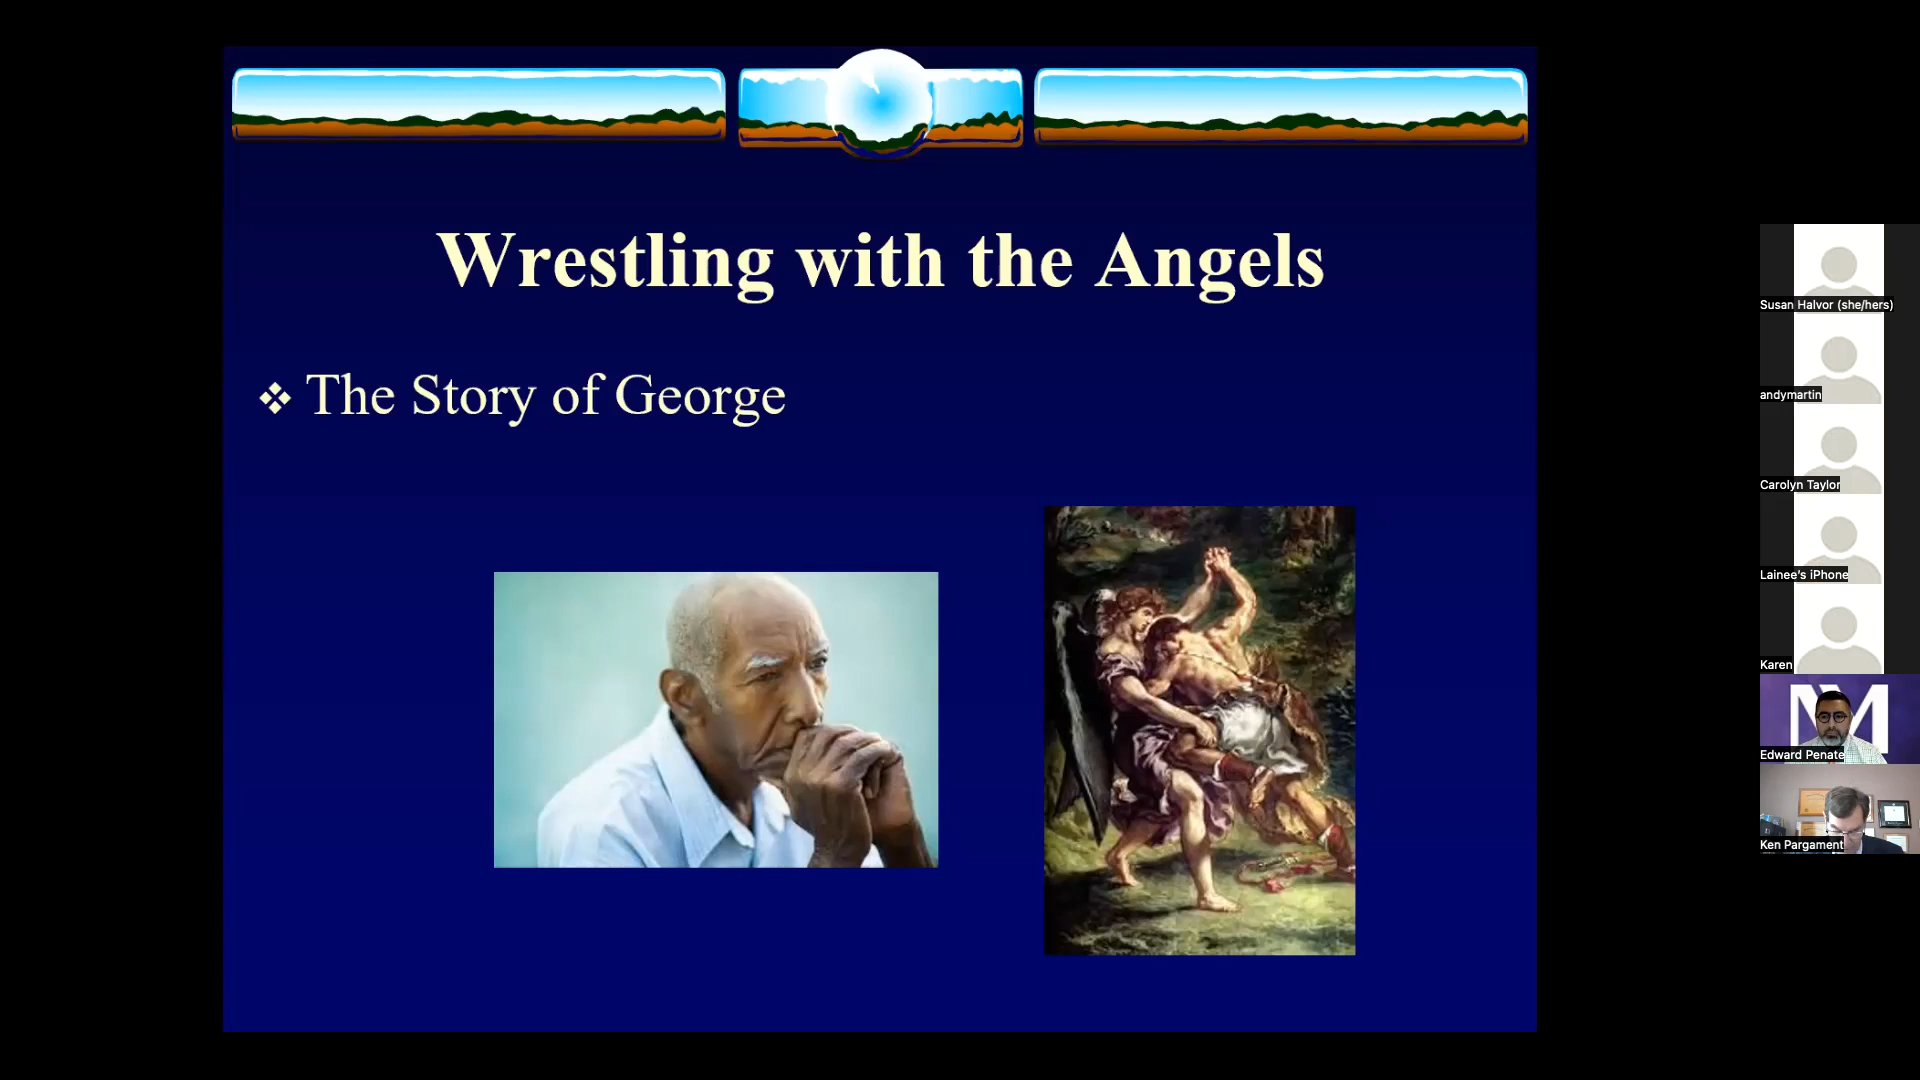 Wrestling with the Angels
❖ The Story of George
Susan Halvor (she/hers)
andymartin
Carolyn Taylor
Lainee’s iPhone
Karen
Edward Penate
Ken Pargament